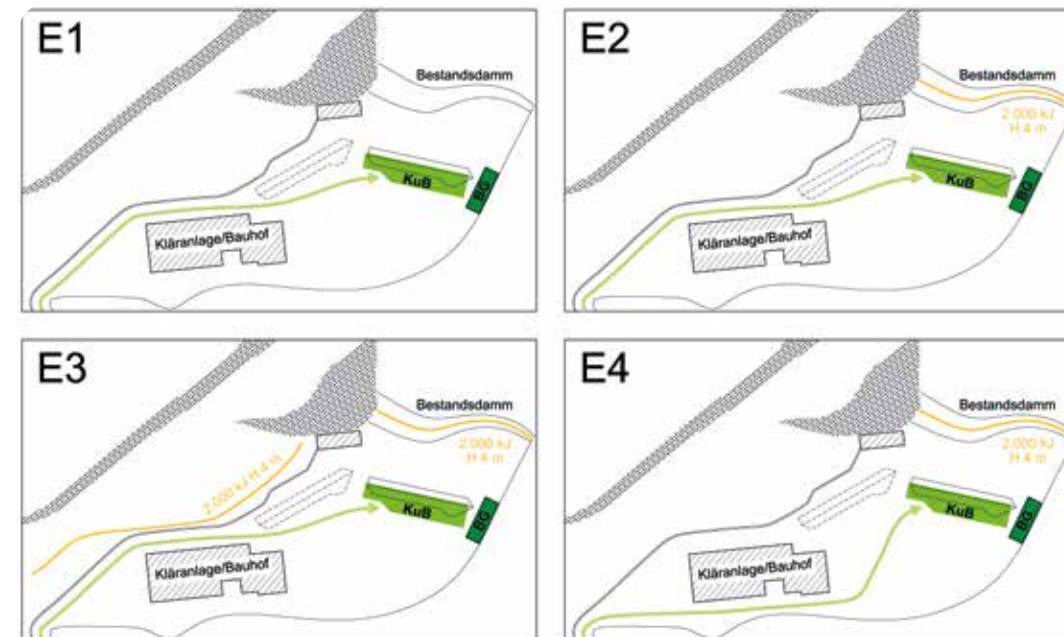 E1
Bestandsdamm
KuB
BG
Kläranlage/Bauhof
E2
Bestandsdamm
2 000 kJ
H 4 m
KuB
BG
Kläranlage/Bauhof
E3
Bestandsdamm
2.000 kJ
H 4 m
2 000 kJ H 4 m
KuB
BG
Kläranlage/Bauhof
E4
Bestandsdamm
2.000 kJ
H 4 m
KuB
BG
Kläranlage/Bauhof